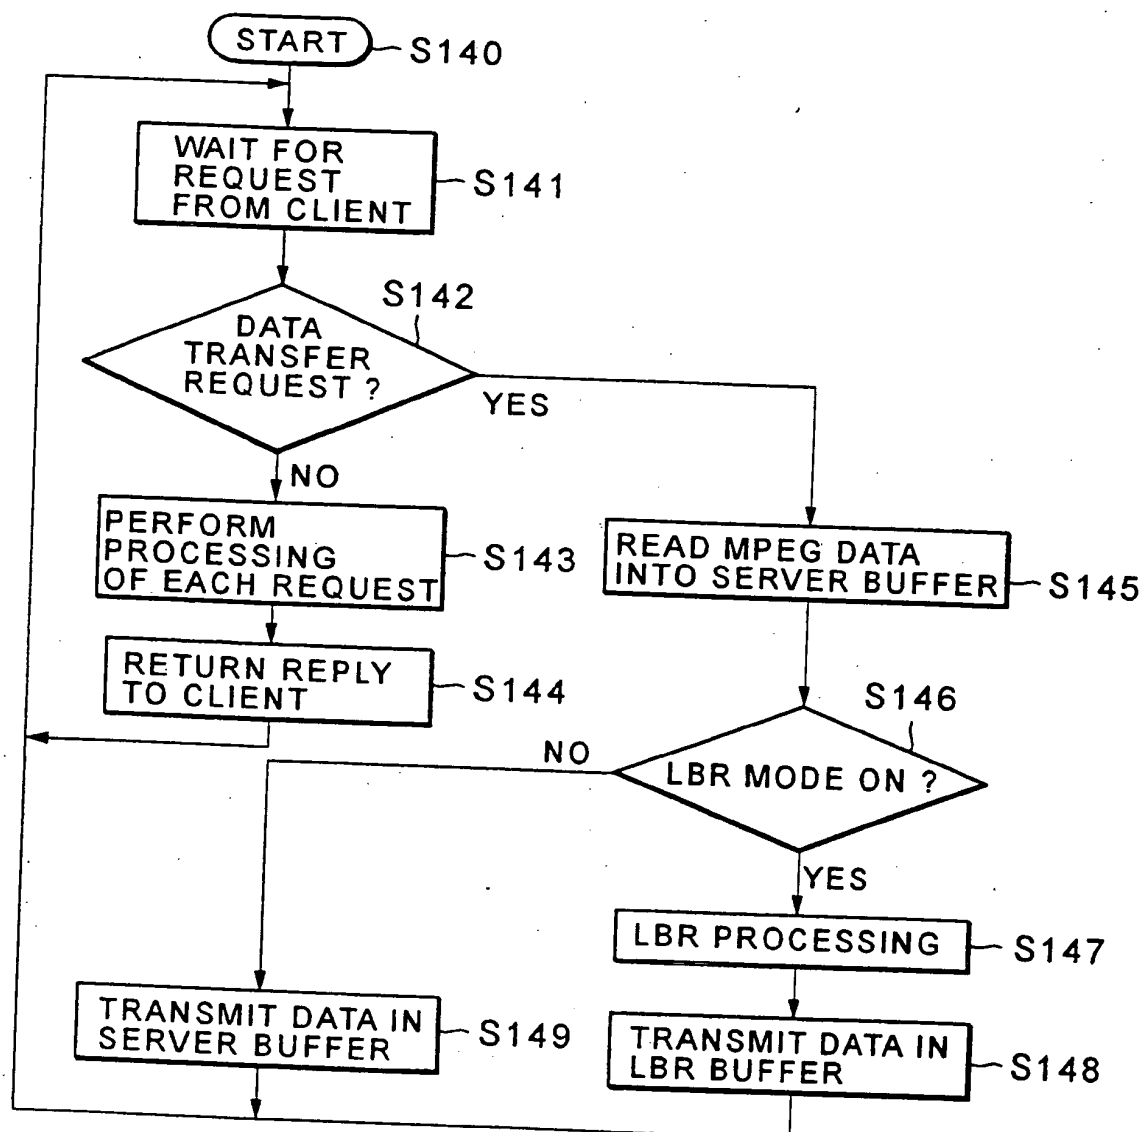 START
S140
WAIT FOR
REQUEST
FROM CLIENT
S141
S142
DATA
TRANSFER
REQUEST ?
YES
NO
PERFORM
PROCESSING
OF EACH REQUEST
S143
READ MPEG DATA
INTO SERVER BUFFER
S145
RETURN REPLY
TO CLIENT
S144
S146
NO
LBR MODE ON ?
YES
LBR PROCESSING
S147
TRANSMIT DATA IN
SERVER BUFFER
S149
TRANSMIT DATA IN
LBR BUFFER
S148